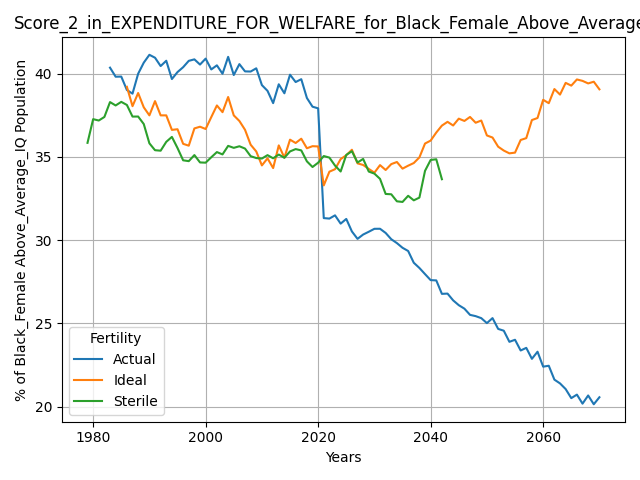 Score_2_in_EXPENDITURE_FOR_WELFARE_for_Black_Female_Above_Average
% of Black_Female Above_Average_IQ Population
40
35
30
25
20
Fertility
Actual
Ideal
Sterile
1980
2000
2020
2040
2060
Years